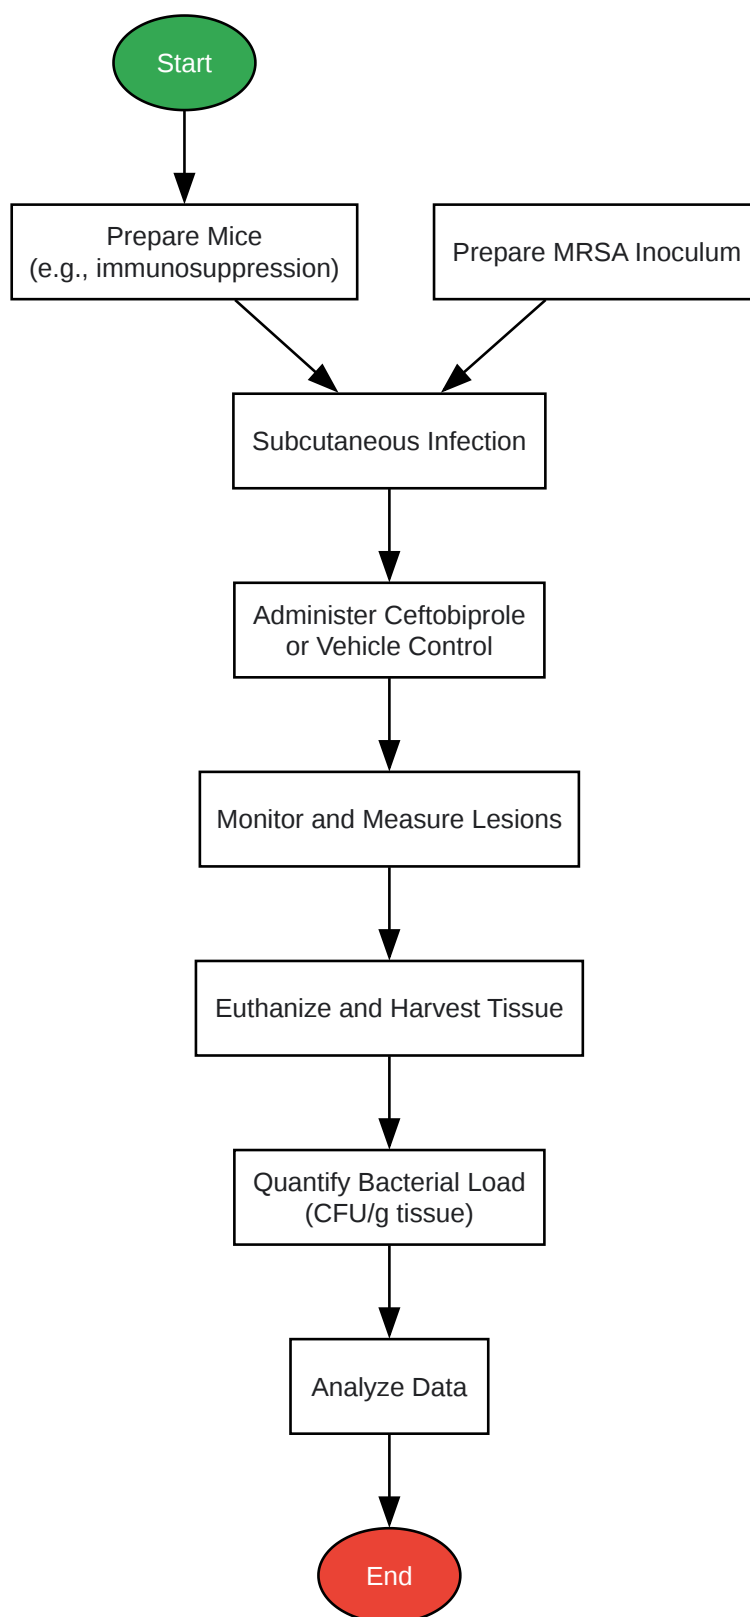 Start
Prepare Mice
(e.g., immunosuppression)
Prepare MRSA Inoculum
Subcutaneous Infection
Administer Ceftobiprole
or Vehicle Control
Monitor and Measure Lesions
Euthanize and Harvest Tissue
Quantify Bacterial Load
(CFU/g tissue)
Analyze Data
End